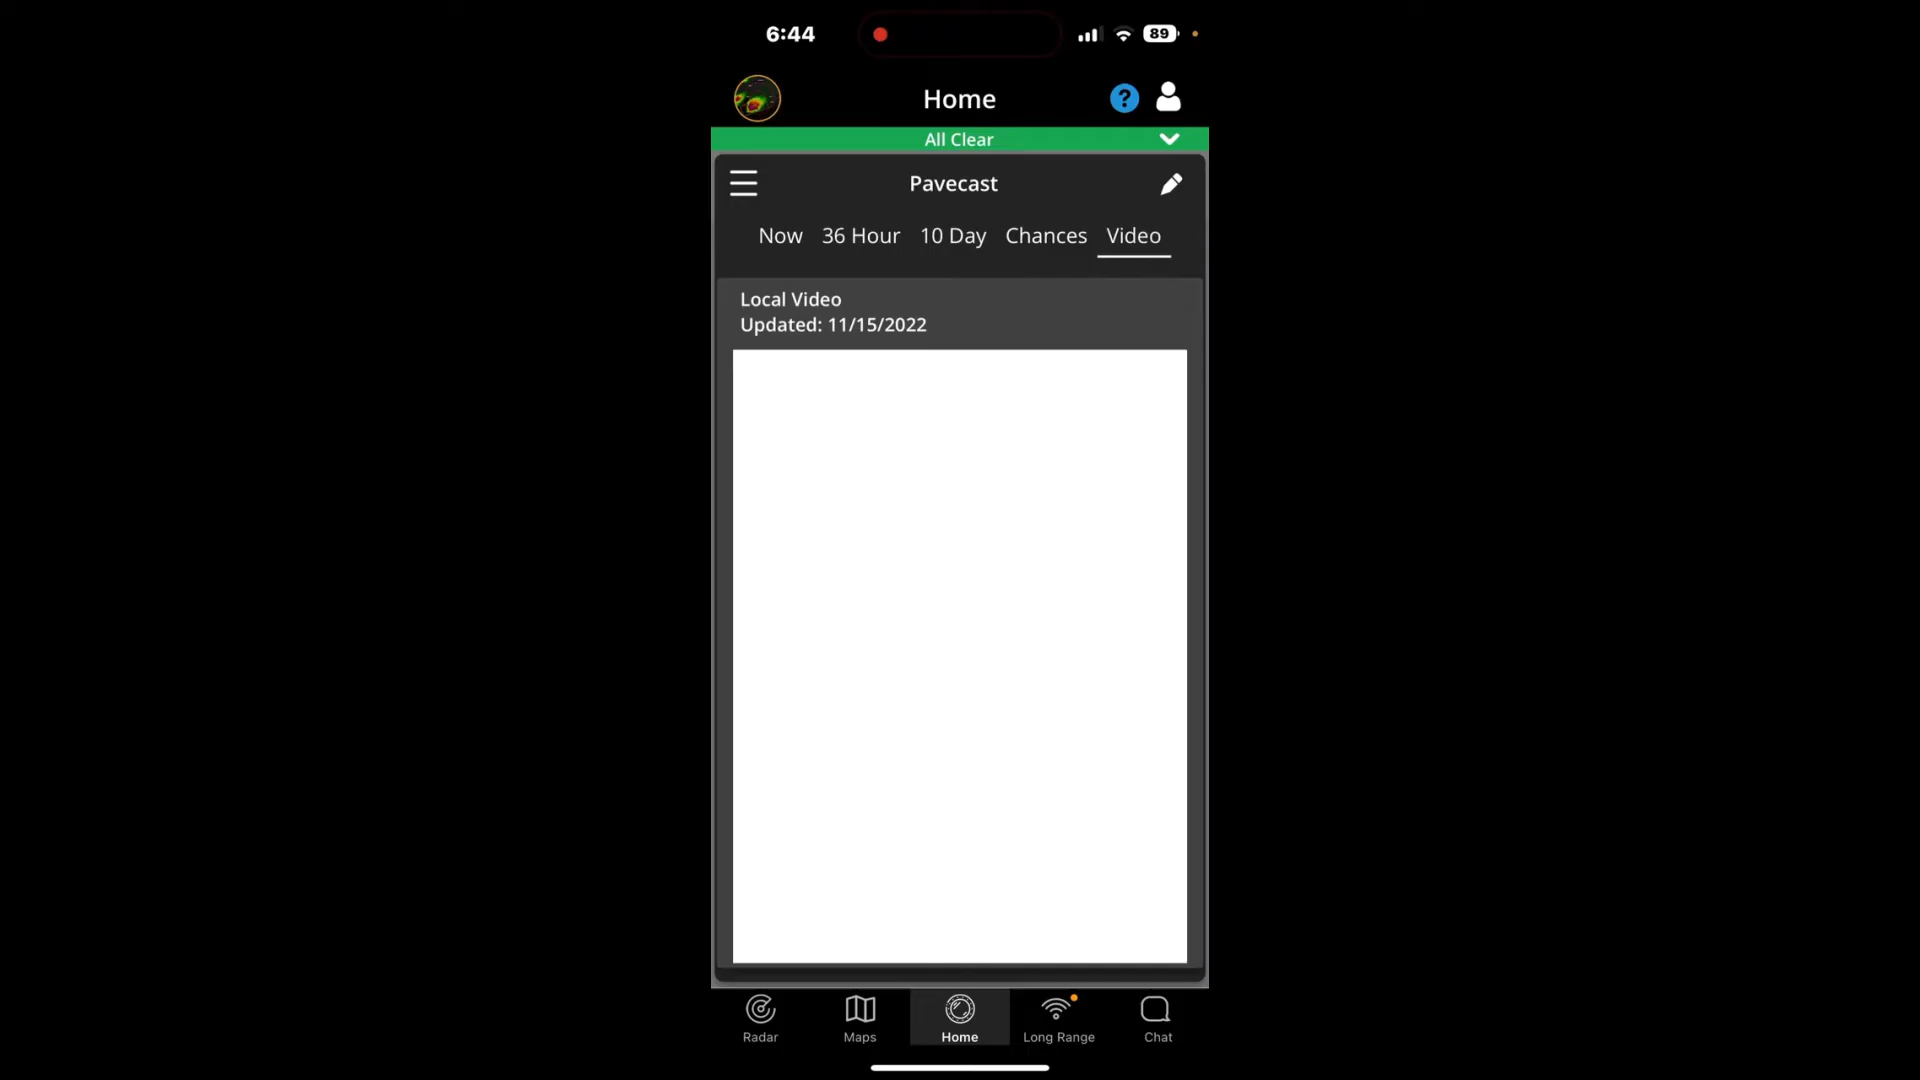 6:44
89
Home
?
All Clear
Pavecast
Now 36 Hour 10 Day Chances Video
Local Video
Updated: 11/15/2022
Radar Maps Home Long Range Chat